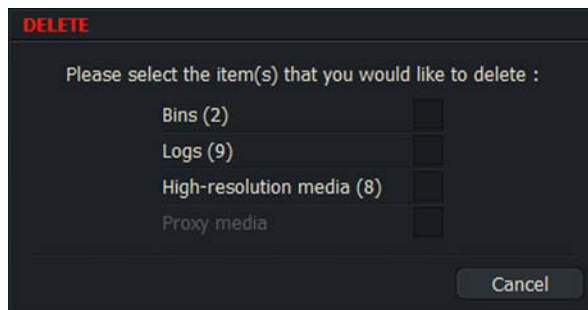 DELETE
Please select the item(s) that you would like to delete :
Bins (2)
Logs (9)
High-resolution media (8)
Proxy media
Cancel